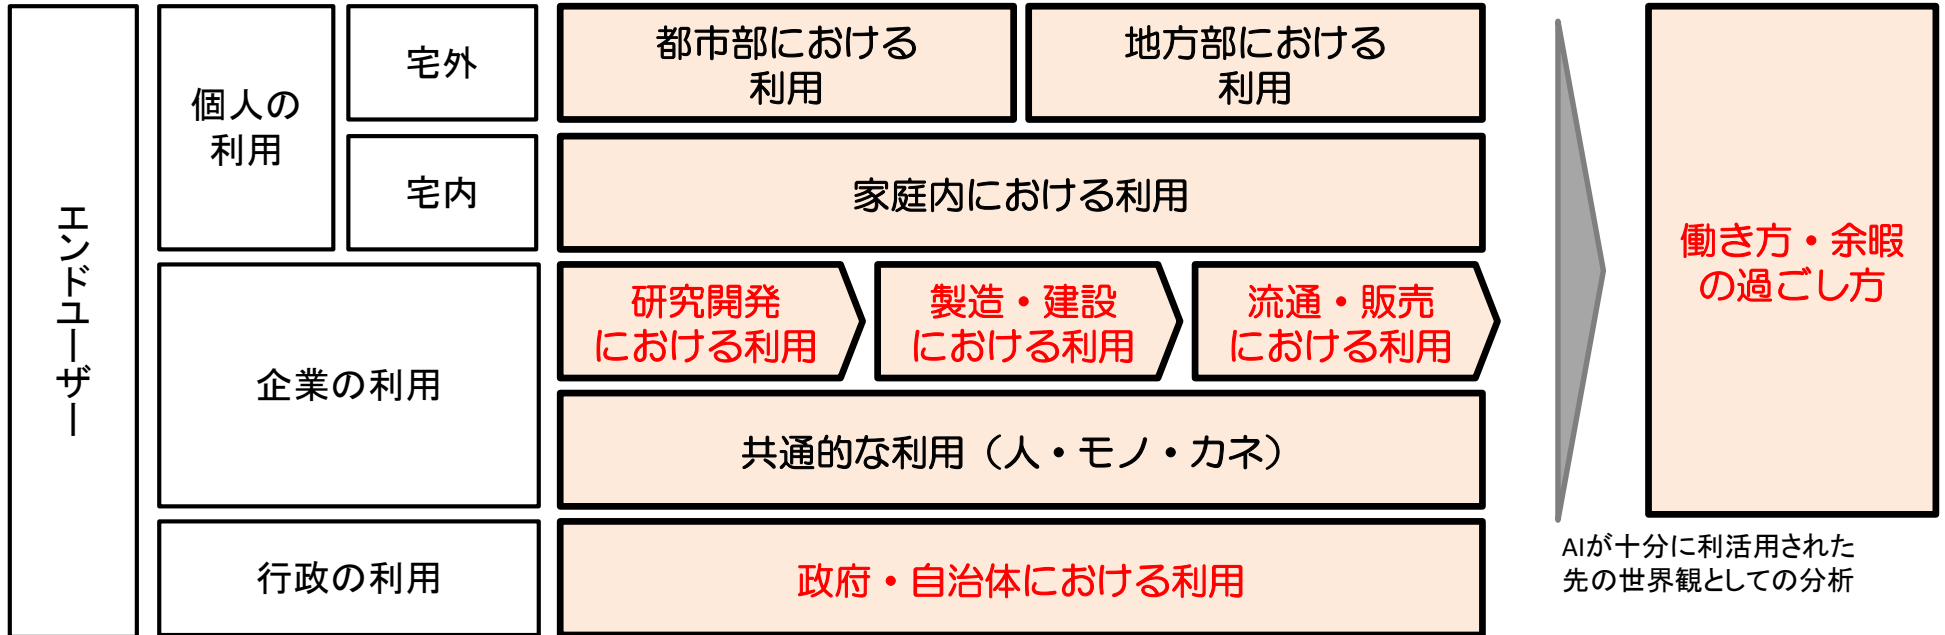 エンドユーザー
個人の
利用
宅外
都市部における
利用
地方部における
利用
宅内
家庭内における利用
企業の利用
研究開発
における利用
製造・建設
における利用
流通・販売
における利用
共通的な利用（人・モノ・カネ）
行政の利用
政府・自治体における利用
働き方・余暇
の過ごし方
AIが十分に利活用された
先の世界観としての分析